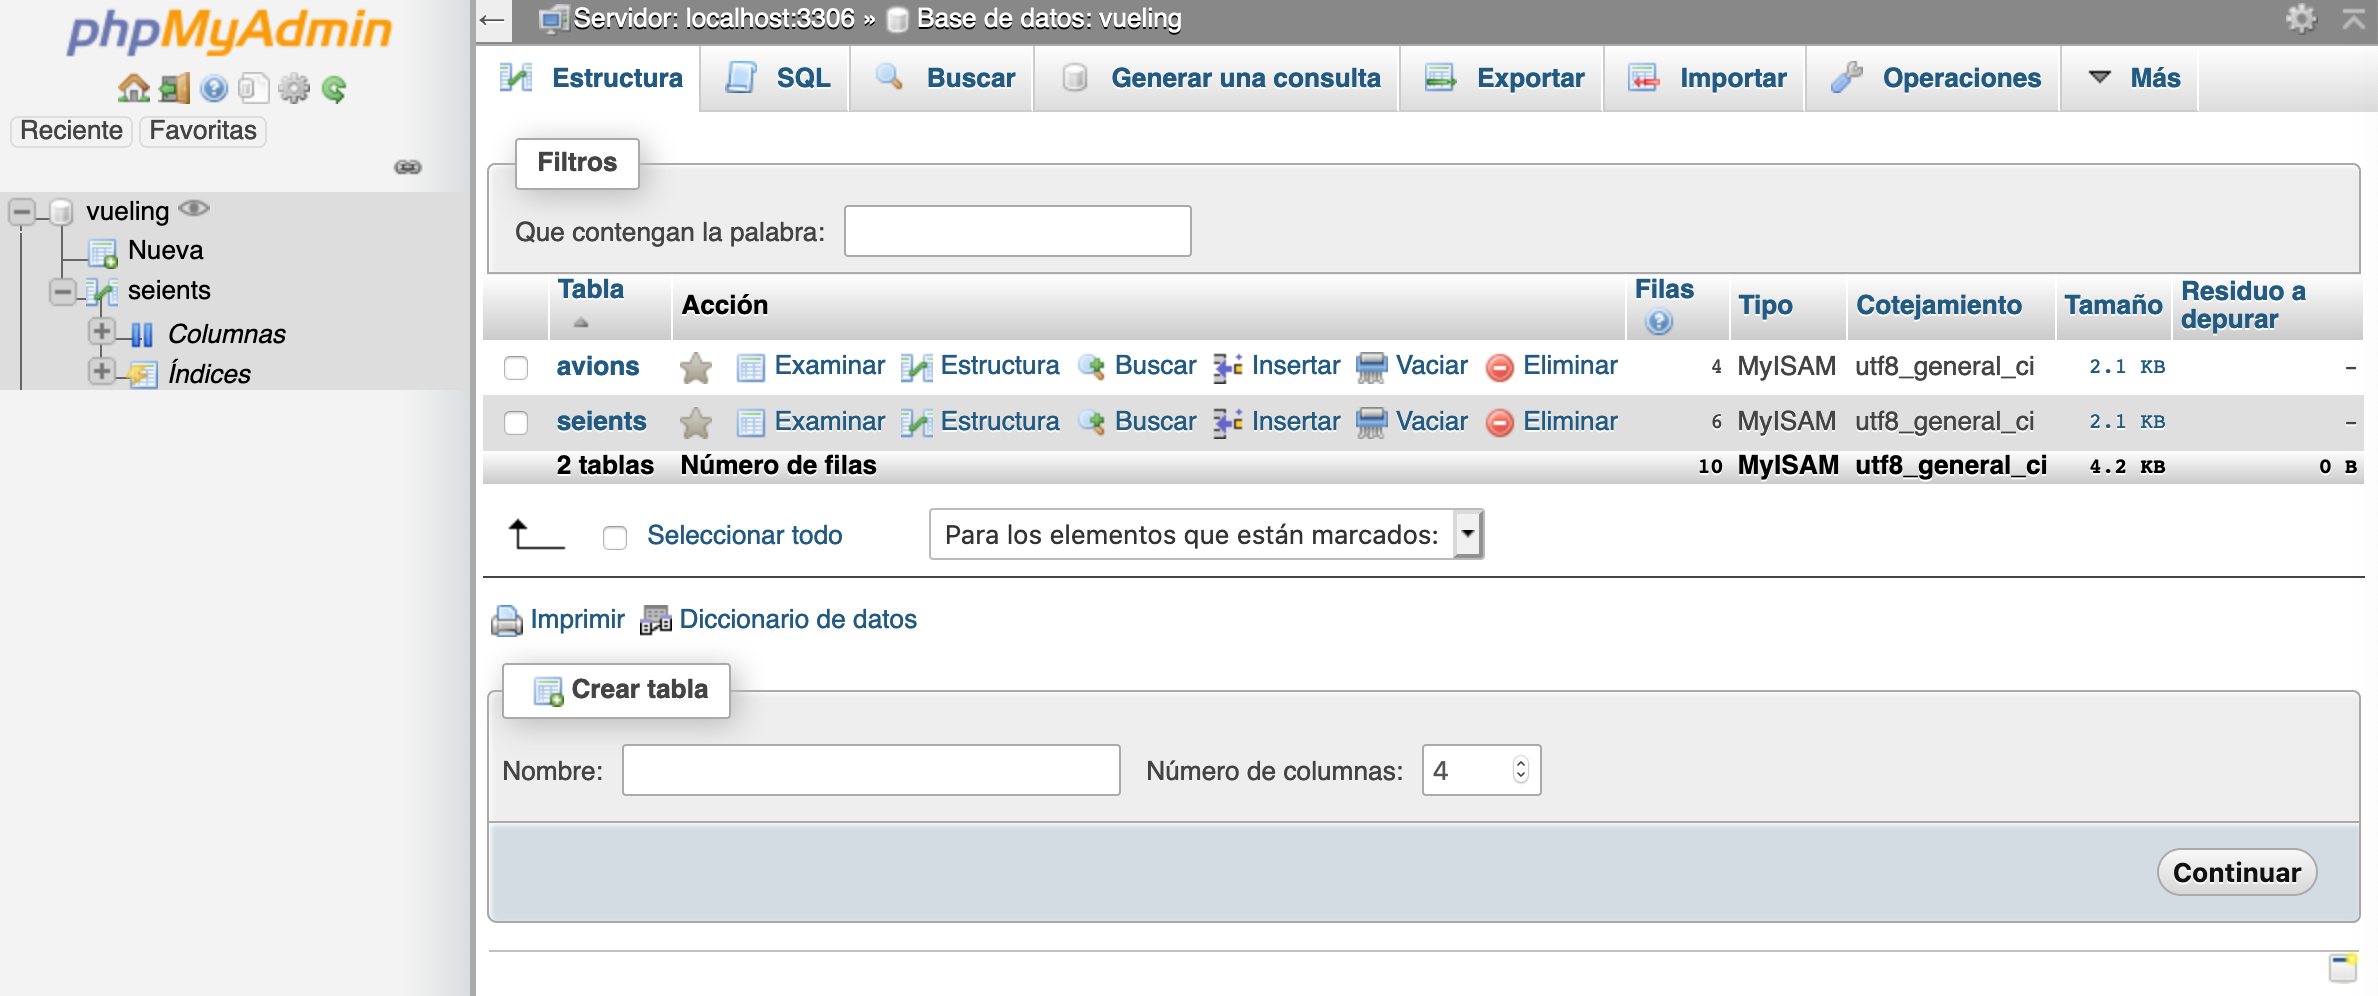 phpMyAdmin
Reciente Favoritas
vueling
Nueva
seients
Columnas
Índices
Servidor: localhost:3306 » Base de datos: vueling
Estructura SQL Buscar Generar una consulta Exportar Importar Operaciones Más
Filtros
Que contengan la palabra:
Tabla Acción Filas Tipo Cotejamiento Tamaño Residuo a depurar
avions Examinar Estructura Buscar Insertar Vaciar Eliminar 4 MyISAM utf8_general_ci 2.1 KB –
seients Examinar Estructura Buscar Insertar Vaciar Eliminar 6 MyISAM utf8_general_ci 2.1 KB –
2 tablas Número de filas 10 MyISAM utf8_general_ci 4.2 KB 0 B
Seleccionar todo Para los elementos que están marcados:
Imprimir Diccionario de datos
Crear tabla
Nombre: Número de columnas: 4
Continuar